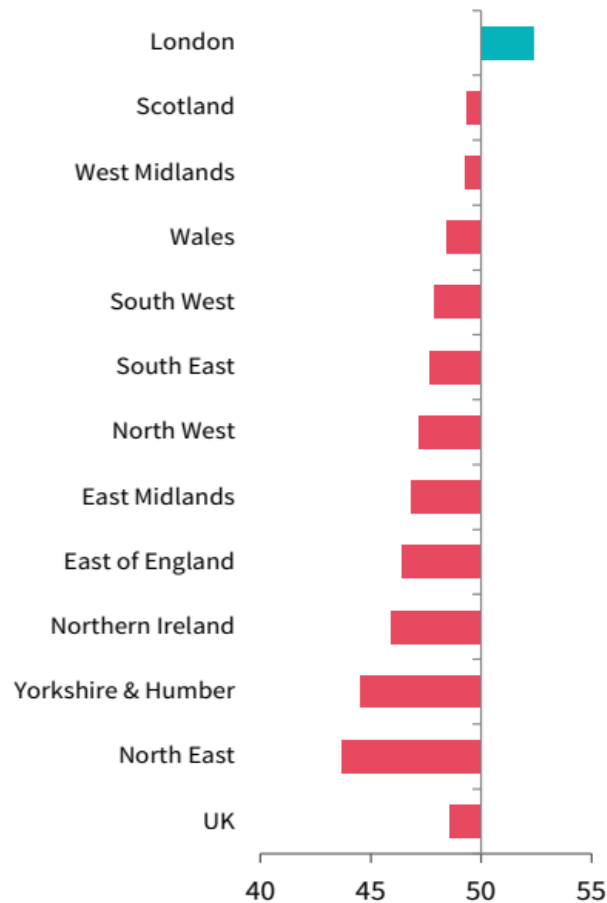 London
Scotland
West Midlands
Wales
South West
South East
North West
East Midlands
East of England
Northern Ireland
Yorkshire & Humber
North East
UK
40 45 50 55